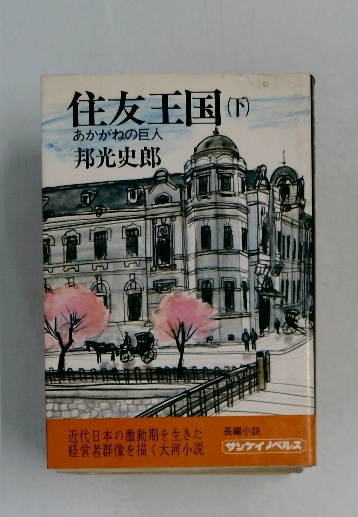 住友王国(下)
あかがねの巨人
邦光史郎
近代日本の激動期を生きた
経営者群像を描く大河小説
長編小説
サンケイノベルス